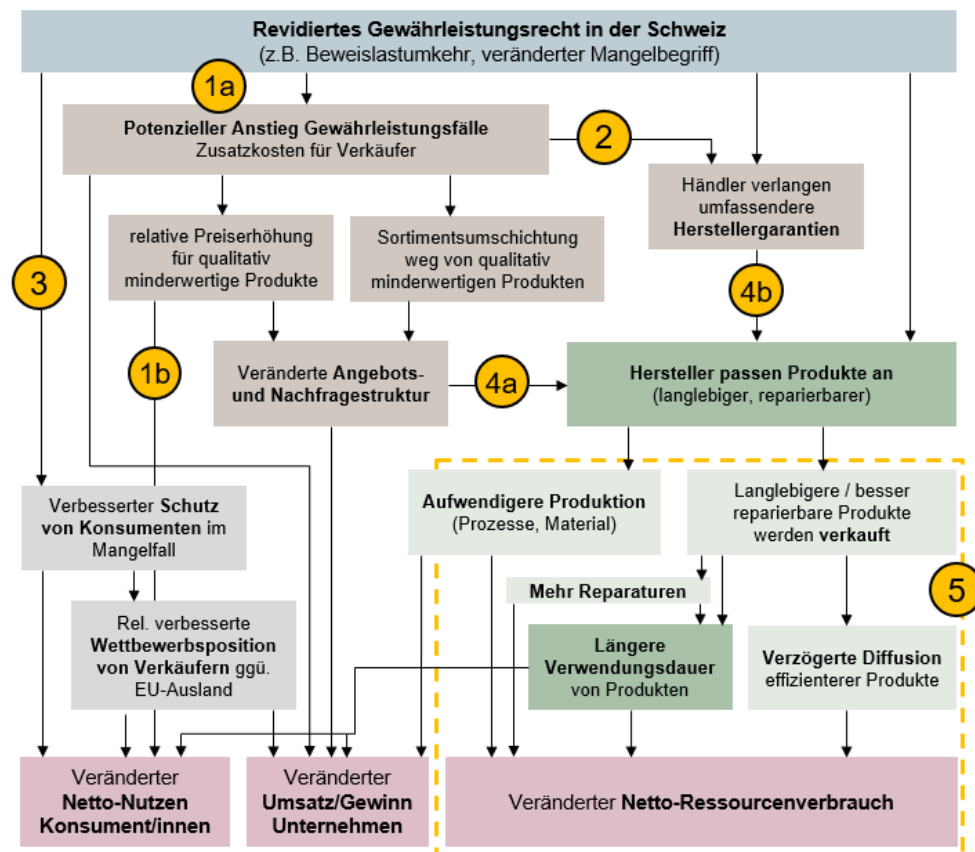 Revidiertes Gewährleistungsrecht in der Schweiz
(z.B. Beweislastumkehr, veränderter Mangelbegriff)
1a
Potenzieller Anstieg Gewährleistungsfälle
Zusatzkosten für Verkäufer
2
Händler verlangen
umfassendere
Herstellergarantien
relative Preiserhöhung
für qualitativ
minderwertige Produkte
Sortimentsumschichtung
weg von qualitativ
minderwertigen Produkten
3
4b
1b
Veränderte Angebots-
und Nachfragestruktur
4a
Hersteller passen Produkte an
(langlebiger, reparierbarer)
Verbesserter Schutz
von Konsumenten im
Mangelfall
Aufwendigere Produktion
(Prozesse, Material)
Langlebigere / besser
reparierbare Produkte
werden verkauft
5
Mehr Reparaturen
Rel. verbesserte
Wettbewerbsposition
von Verkäufern ggü.
EU-Ausland
Längere
Verwendungsdauer
von Produkten
Verzögerte Diffusion
effizienterer Produkte
Veränderter
Netto-Nutzen
Konsument/innen
Veränderter
Umsatz/Gewinn
Unternehmen
Veränderter Netto-Ressourcenverbrauch